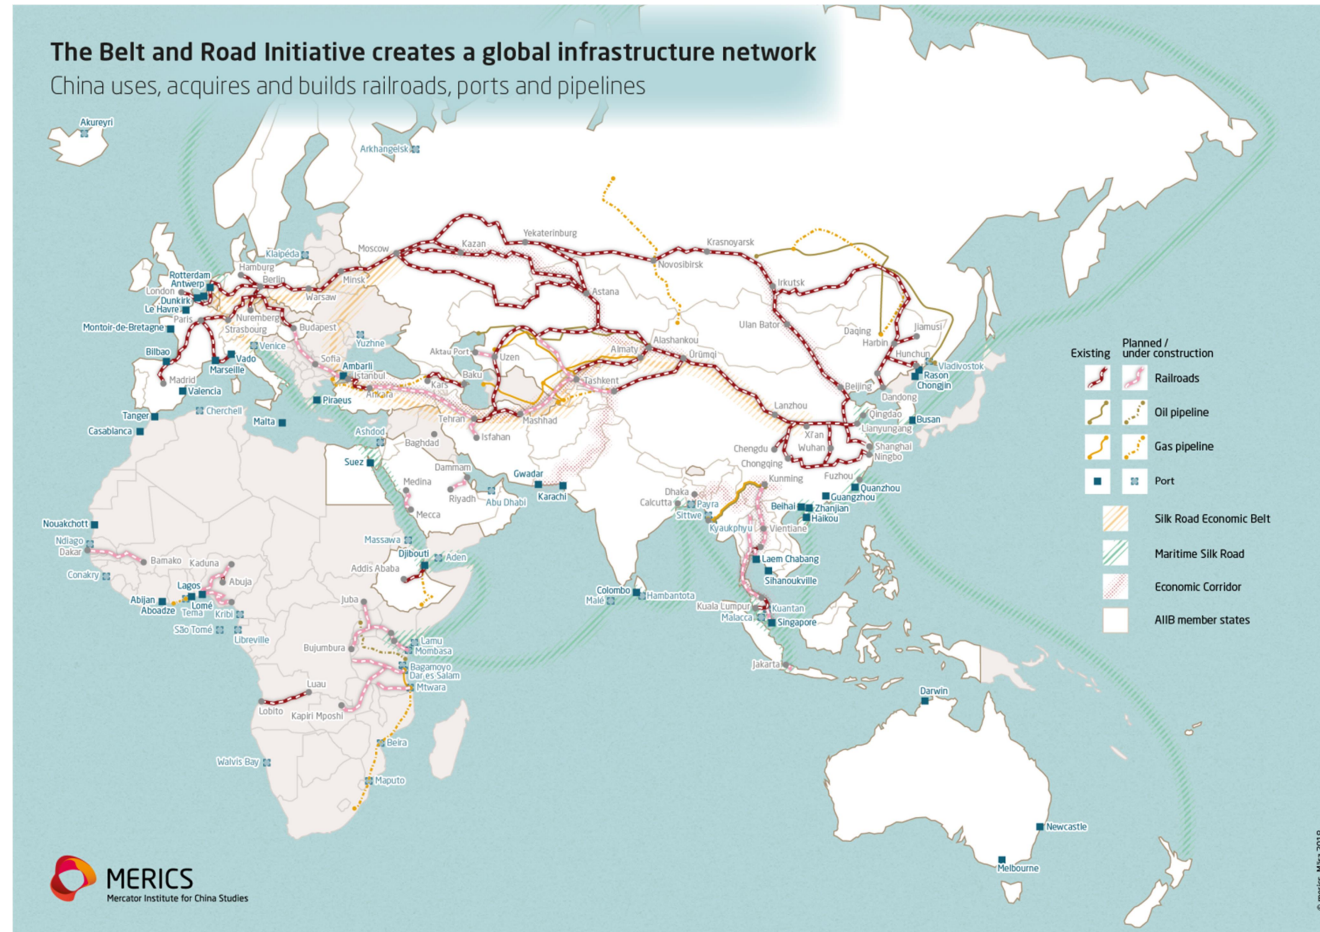 The Belt and Road Initiative creates a global infrastructure network
China uses, acquires and builds railroads, ports and pipelines
Akureyri
Arkhangelsk
Yekaterinburg
Moscow
Kazan
Krasnoyarsk
Klaipėda
Novosibirsk
Rotterdam
Hamburg
Antwerp
Berlin
Minsk
Irkutsk
London
Dunkirk
Warsaw
Astana
Le Havre
Paris
Nuremberg
Ulan Bator
Montoir-de-Bretagne
Strasbourg
Budapest
Daqing
Jiamusi
Yuzhne
Venice
Alashankou
Harbin
Bilbao
Vado
Sofia
Aktau Port
Uzen
Almaty
Ürümqi
Hunchun
Marseille
Ambarli
Vladivostok
Istanbul
Baku
Rason
Madrid
Kars
Tashkent
Chongjin
Valencia
Ankara
Beijing
Dandong
Piraeus
Tanger
Cherchell
Tehran
Mashhad
Lanzhou
Qingdao
Casablanca
Malta
Busan
Ashdod
Isfahan
Lianyungang
Baghdad
Xi'an
Chengdu
Wuhan
Shanghai
Suez
Dammam
Gwadar
Chongqing
Ningbo
Medina
Karachi
Kunming
Fuzhou
Riyadh
Abu Dhabi
Dhaka
Quanzhou
Calcutta
Payra
Guangzhou
Mecca
Sittwe
Beihai
Zhanjian
Nouakchott
Kyaukphyu
Vientiane
Haikou
Ndiago
Massawa
Dakar
Djibouti
Aden
Laem Chabang
Bamako
Kaduna
Addis Ababa
Conakry
Abuja
Sihanoukville
Lagos
Colombo
Hambantota
Abijan
Juba
Malé
Aboadze
Lomé
Kuala Lumpur
Kuantan
Tema
Kribi
Malacca
São Tomé
Singapore
Libreville
Lamu
Bujumbura
Mombasa
Bagamoyo
Jakarta
Dar es Salam
Luau
Mtwara
Darwin
Lobito
Kapiri Mposhi
Beira
Walvis Bay
Maputo
Newcastle
Melbourne
Existing
Planned /
under construction
Railroads
Oil pipeline
Gas pipeline
Port
Silk Road Economic Belt
Maritime Silk Road
Economic Corridor
AIIB member states
MERICS
Mercator Institute for China Studies